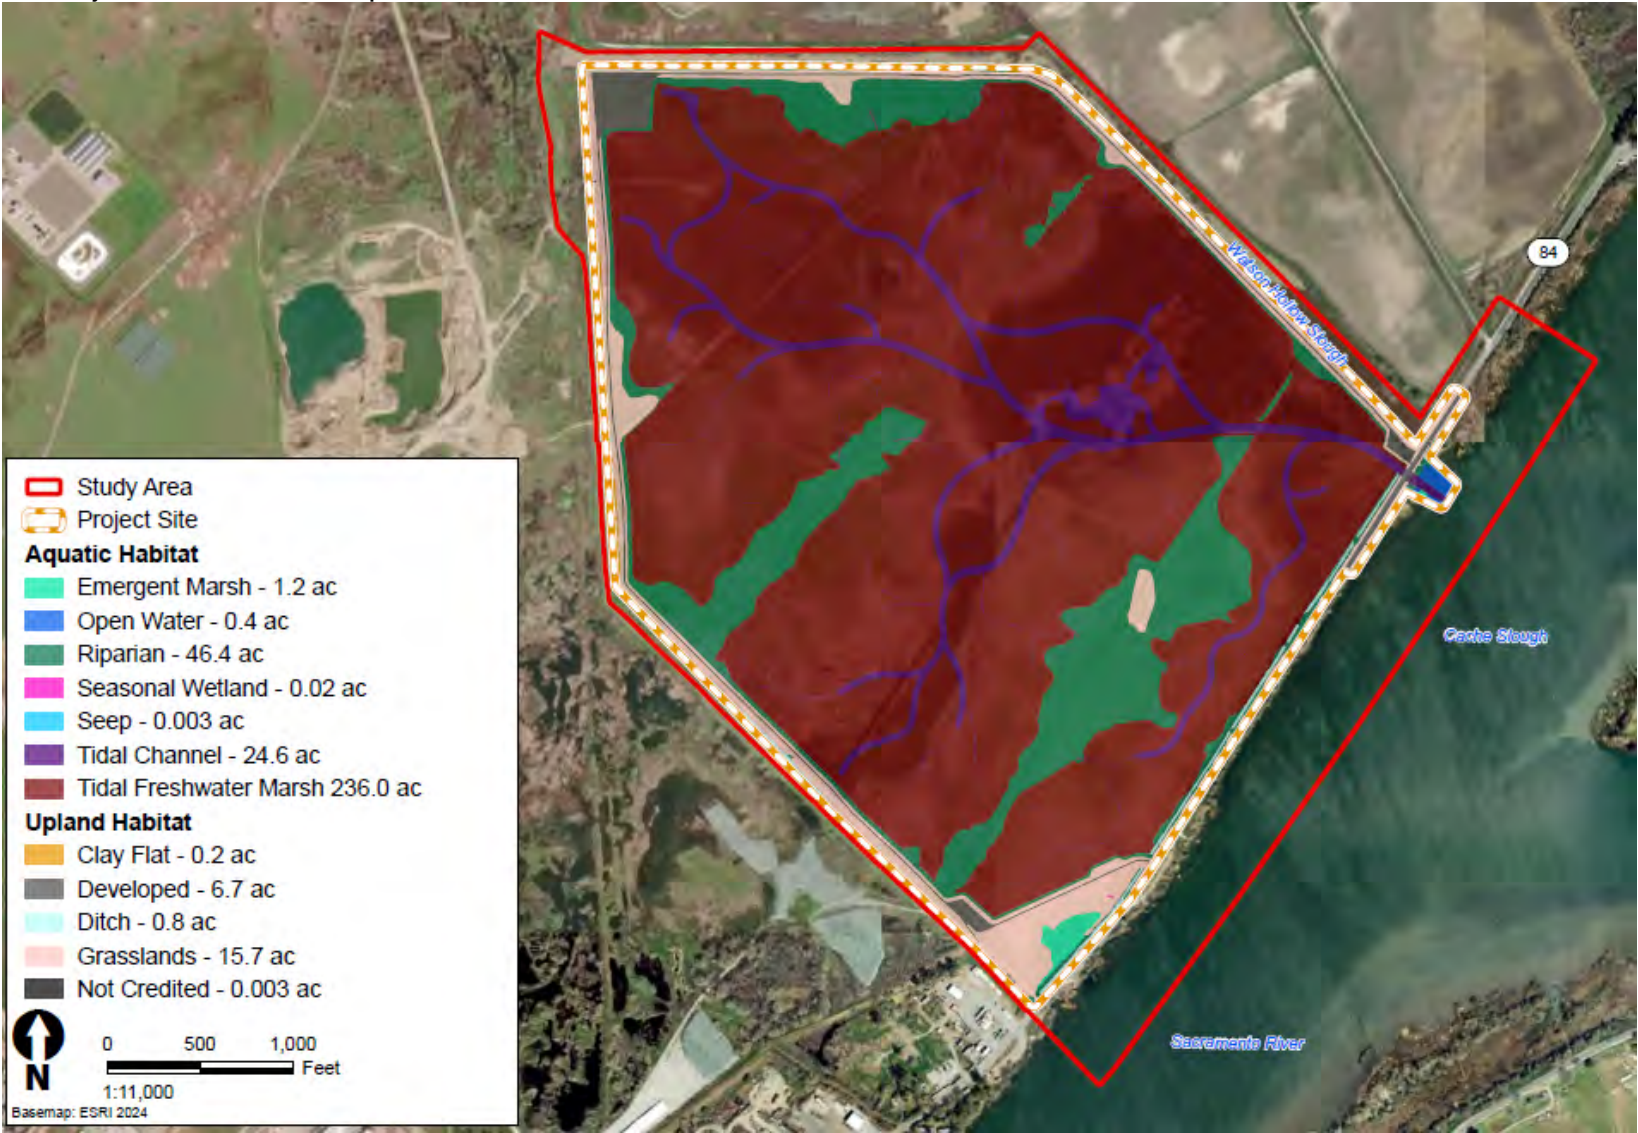 84
Watson Hollow Slough
Cache Slough
Sacramento River
Study Area
Project Site
Aquatic Habitat
Emergent Marsh - 1.2 ac
Open Water - 0.4 ac
Riparian - 46.4 ac
Seasonal Wetland - 0.02 ac
Seep - 0.003 ac
Tidal Channel - 24.6 ac
Tidal Freshwater Marsh 236.0 ac
Upland Habitat
Clay Flat - 0.2 ac
Developed - 6.7 ac
Ditch - 0.8 ac
Grasslands - 15.7 ac
Not Credited - 0.003 ac
N
0 500 1,000
Feet
1:11,000
Basemap: ESRI 2024